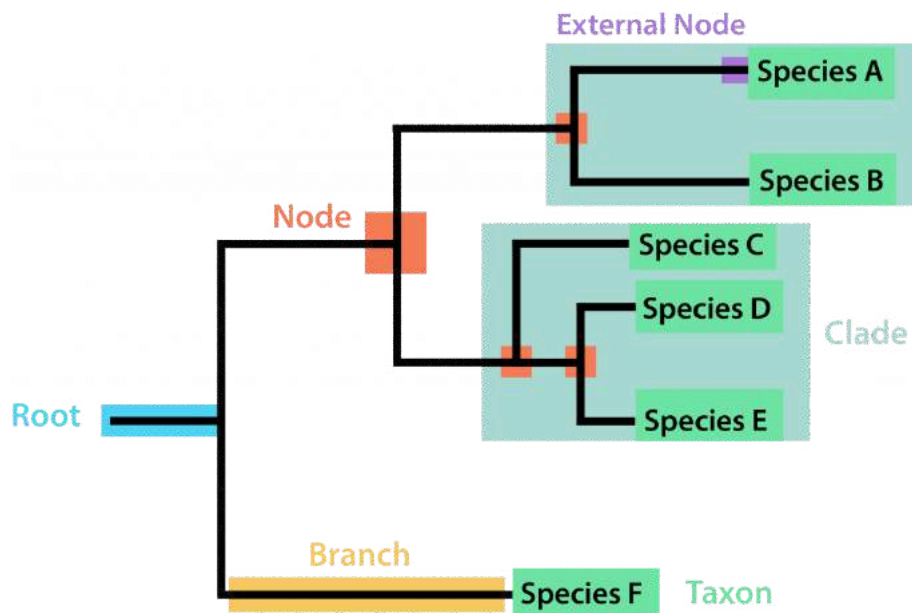 External Node
Species A
Species B
Node
Species C
Species D
Clade
Root
Species E
Branch
Species F
Taxon